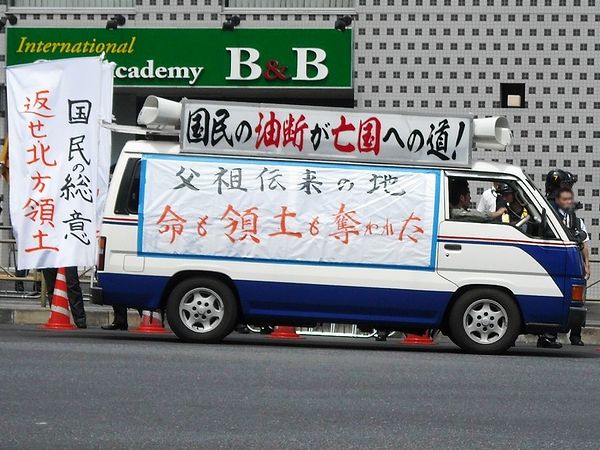 International
Academy
B&B
国民の総意
返せ北方領土
国民の油断が亡国への道!
父祖伝来の地
命も領土も奪われた